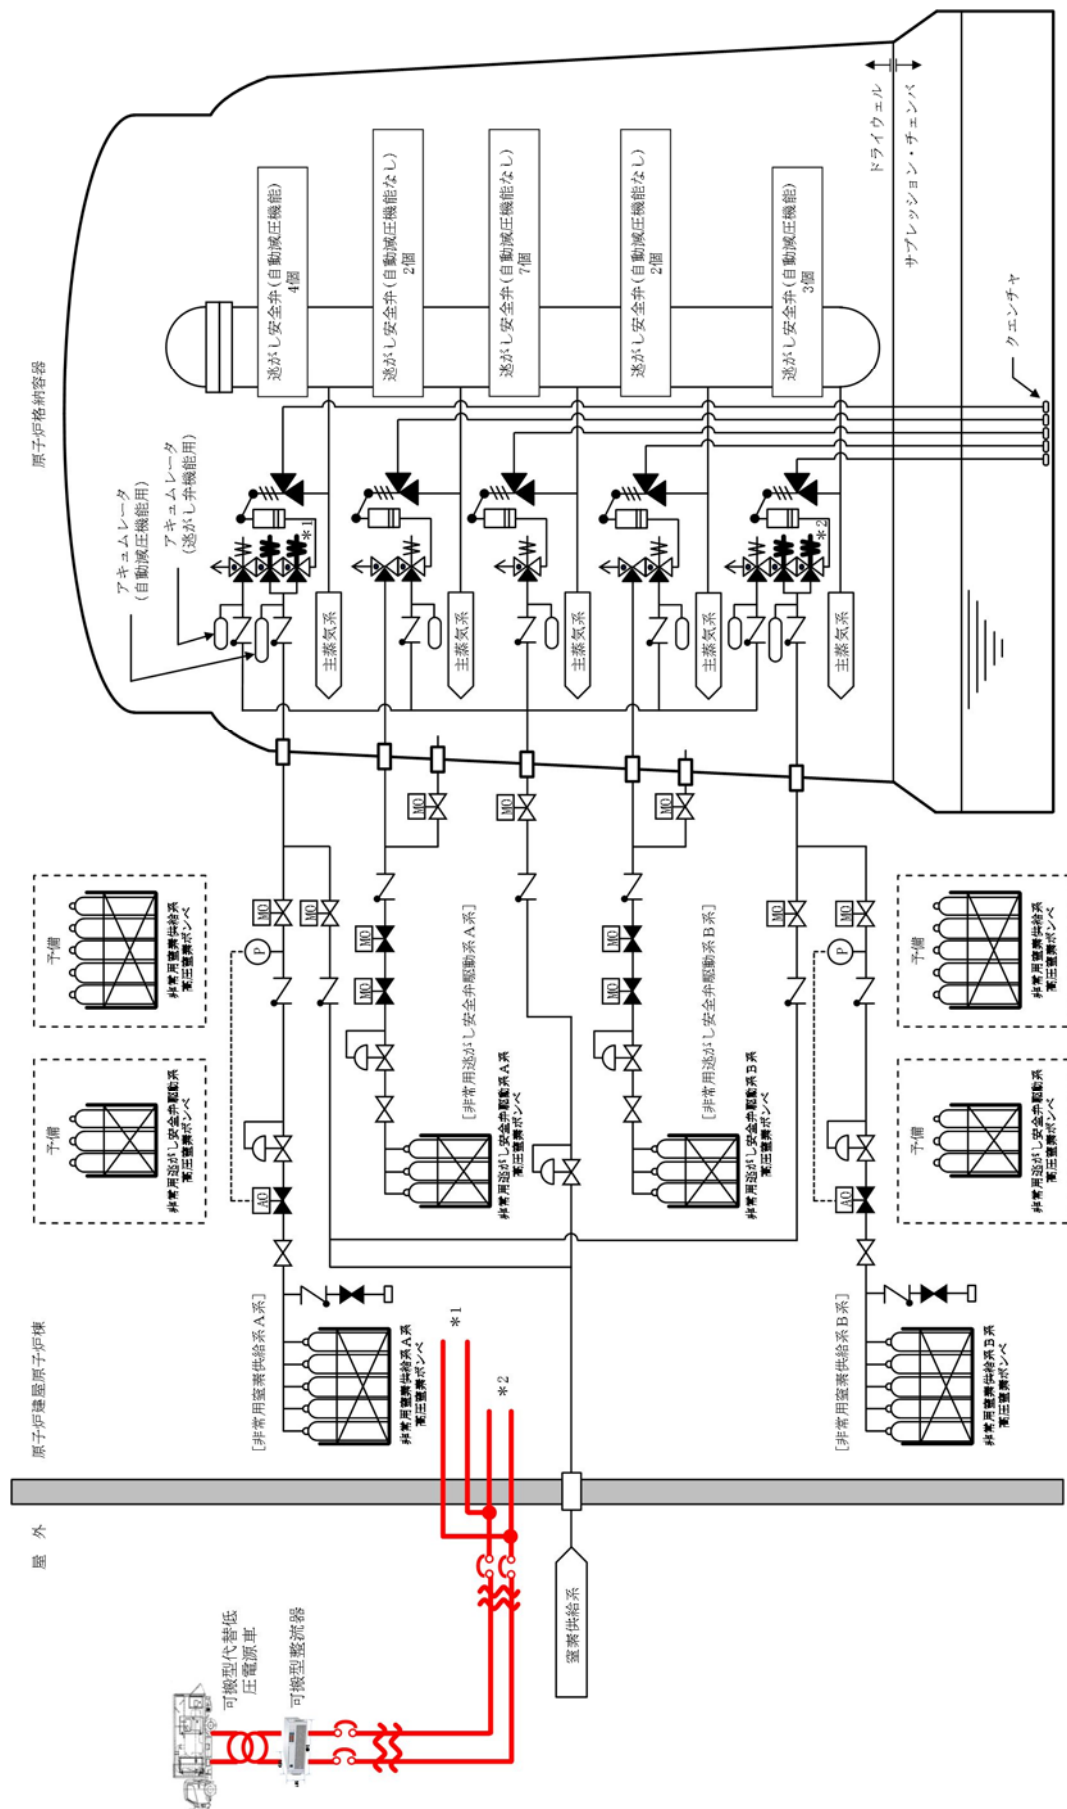 原子炉格納容器
アキュムレータ
(自動減圧機能用)
アキュムレータ
(逃がし弁機能用)
逃がし安全弁(自動減圧機能)
4個
逃がし安全弁(自動減圧機能なし)
2個
逃がし安全弁(自動減圧機能なし)
7個
逃がし安全弁(自動減圧機能なし)
2個
逃がし安全弁(自動減圧機能)
3個
ドライウェル
サプレッション・チェンバ
クエンチャ
*1
*2
主蒸気系
主蒸気系
主蒸気系
主蒸気系
主蒸気系
MO
MO
MO
予備
非常用窒素供給系
高圧窒素ボンベ
MO
MO
P
MO
MO
[非常用逃がし安全弁駆動系A系]
MO
MO
[非常用逃がし安全弁駆動系B系]
MO
MO
P
予備
非常用窒素供給系
高圧窒素ボンベ
予備
非常用逃がし安全弁駆動系
高圧窒素ボンベ
AO
非常用逃がし安全弁駆動系A系
高圧窒素ボンベ
非常用逃がし安全弁駆動系B系
高圧窒素ボンベ
AO
予備
非常用逃がし安全弁駆動系
高圧窒素ボンベ
原子炉建屋原子炉棟
[非常用窒素供給系A系]
非常用窒素供給系A系
高圧窒素ボンベ
*1
*2
[非常用窒素供給系B系]
非常用窒素供給系B系
高圧窒素ボンベ
屋 外
可搬型代替低
圧電源車
可搬型整流器
窒素供給系